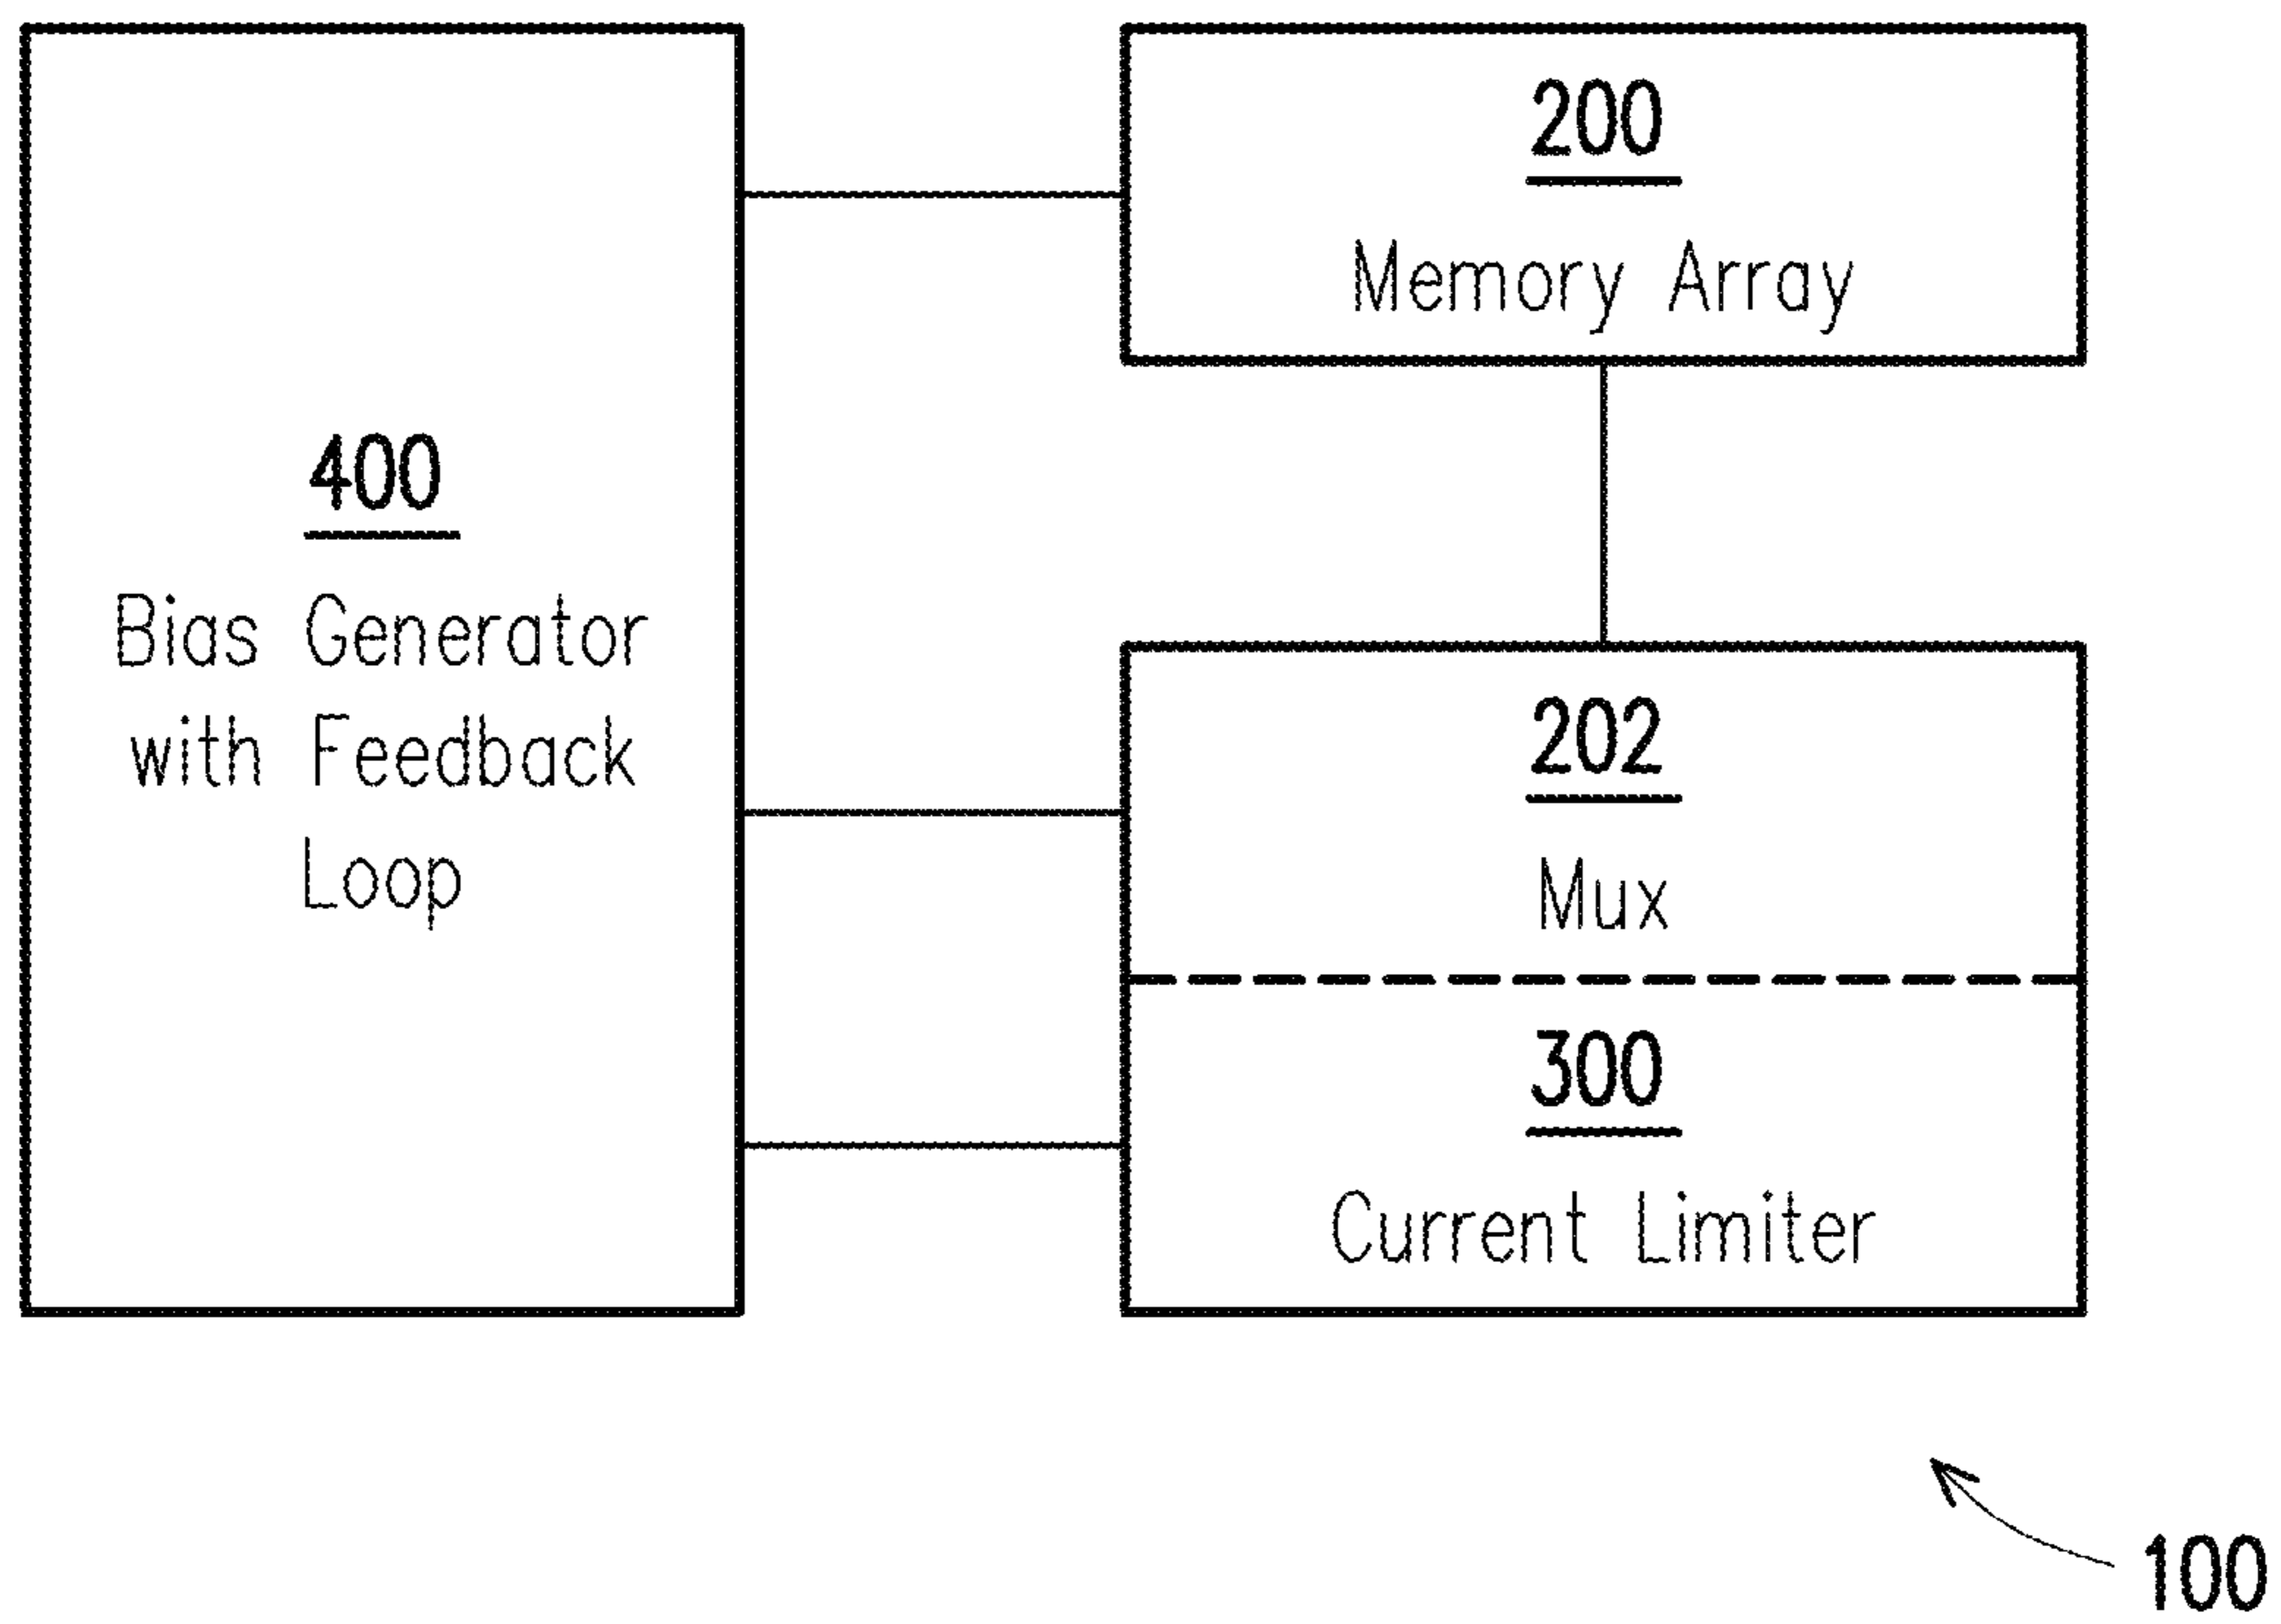 400
Bias Generator
with Feedback
Loop
200
Memory Array
202
Mux
300
Current Limiter
100